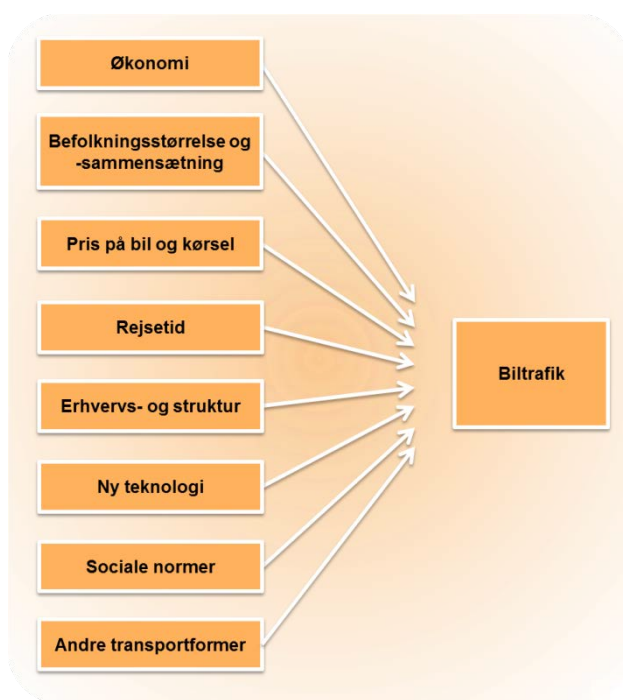 Økonomi
Befolkningsstørrelse og
-sammensætning
Pris på bil og kørsel
Rejsetid
Erhvervs- og struktur
Ny teknologi
Sociale normer
Andre transportformer
Biltrafik